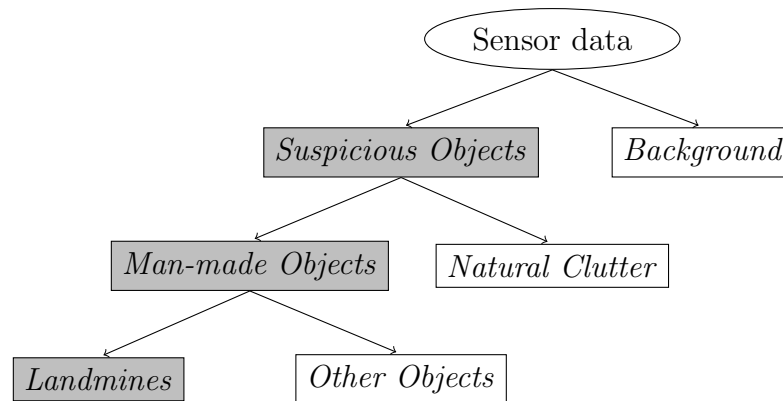 Sensor data
Suspicious Objects
Background
Man-made Objects
Natural Clutter
Landmines
Other Objects